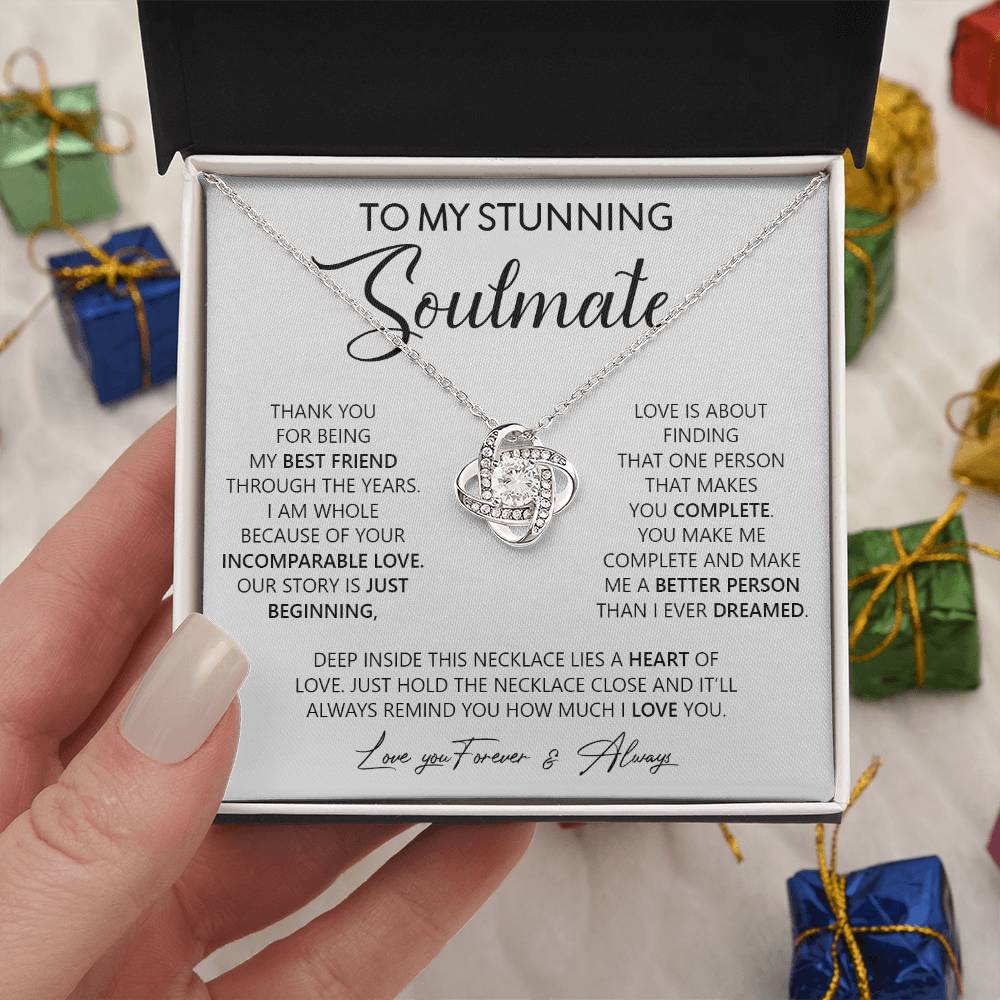 TO MY STUNNING
Soulmate
THANK YOU
FOR BEING
MY BEST FRIEND
THROUGH THE YEARS.
I AM WHOLE
BECAUSE OF YOUR
INCOMPARABLE LOVE.
OUR STORY IS JUST
BEGINNING,
LOVE IS ABOUT
FINDING
THAT ONE PERSON
THAT MAKES
YOU COMPLETE.
YOU MAKE ME
COMPLETE AND MAKE
ME A BETTER PERSON
THAN I EVER DREAMED.
DEEP INSIDE THIS NECKLACE LIES A HEART OF
LOVE. JUST HOLD THE NECKLACE CLOSE AND IT'LL
ALWAYS REMIND YOU HOW MUCH I LOVE YOU.
Love you Forever & Always